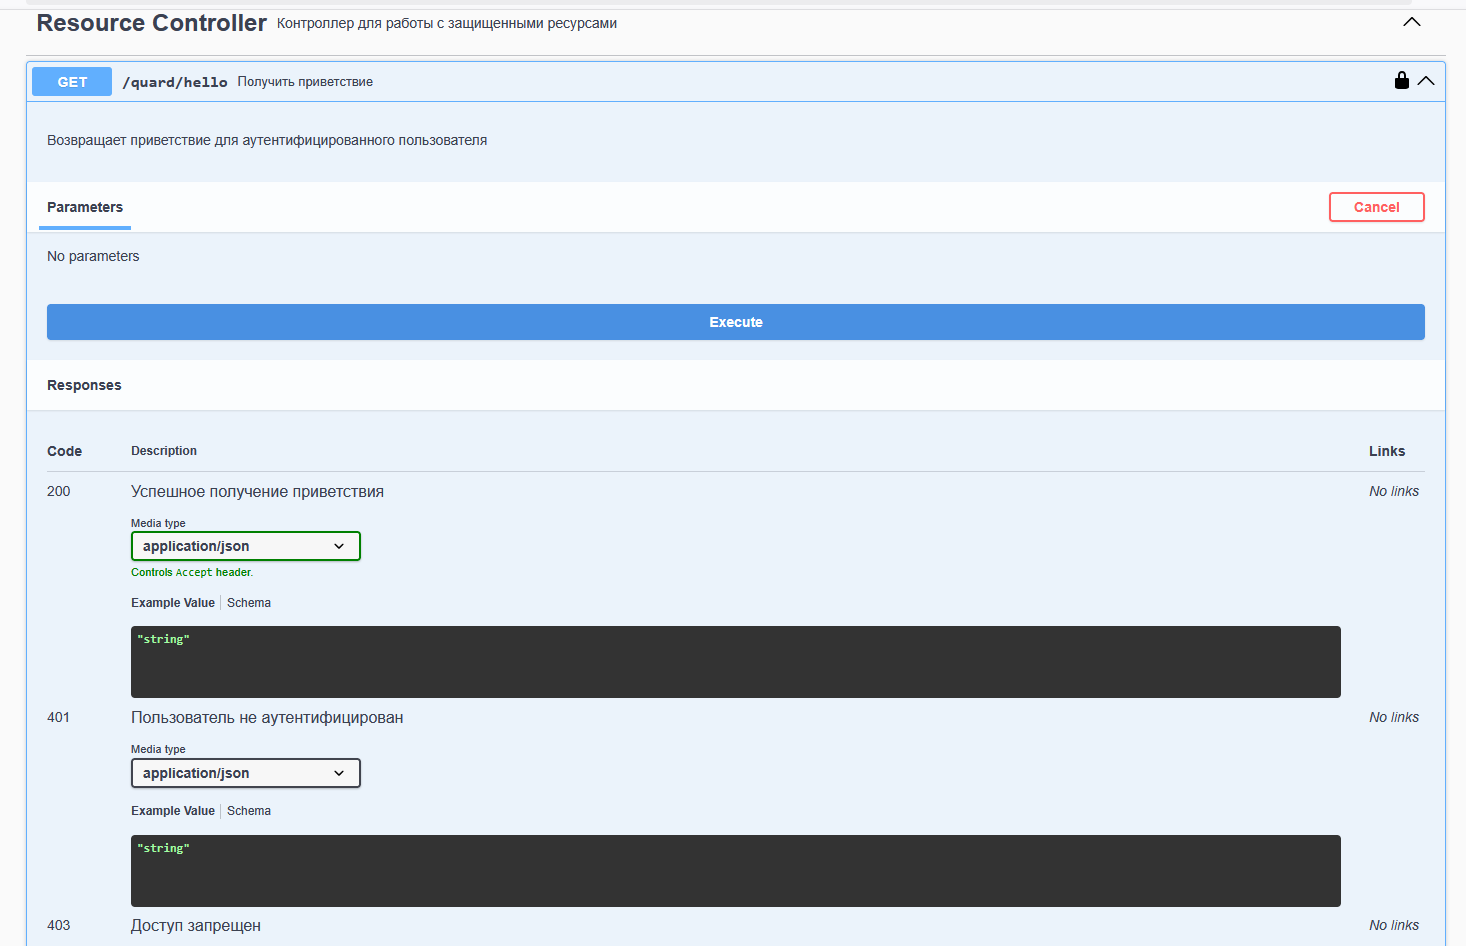 Resource Controller Контроллер для работы с защищенными ресурсами
GET /quard/hello Получить приветствие
Возвращает приветствие для аутентифицированного пользователя
Parameters Cancel
No parameters
Execute
Responses
Code Description Links
200 Успешное получение приветствия No links
Media type
application/json
Controls Accept header.
Example Value Schema
"string"
401 Пользователь не аутентифицирован No links
Media type
application/json
Example Value Schema
"string"
403 Доступ запрещен No links